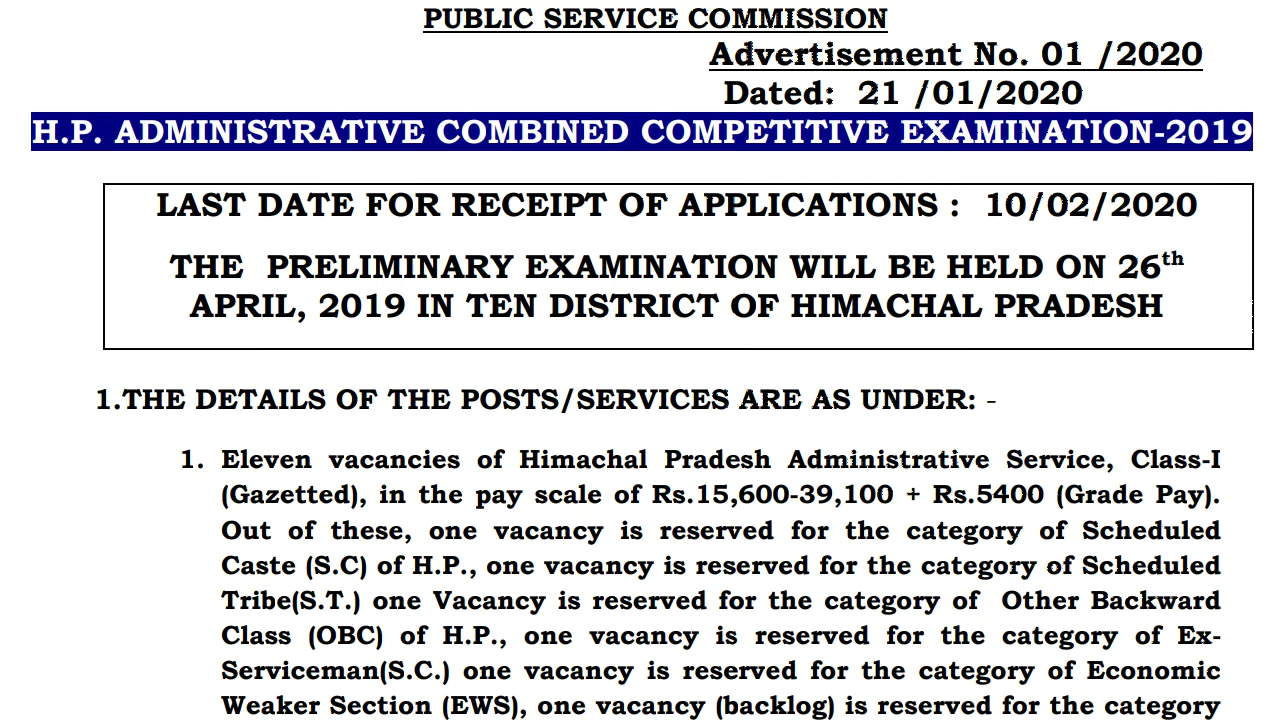 PUBLIC SERVICE COMMISSION
Advertisement No. 01 /2020
Dated: 21 /01/2020
H.P. ADMINISTRATIVE COMBINED COMPETITIVE EXAMINATION-2019
LAST DATE FOR RECEIPT OF APPLICATIONS : 10/02/2020
THE PRELIMINARY EXAMINATION WILL BE HELD ON 26th
APRIL, 2019 IN TEN DISTRICT OF HIMACHAL PRADESH
1.THE DETAILS OF THE POSTS/SERVICES ARE AS UNDER: -
1. Eleven vacancies of Himachal Pradesh Administrative Service, Class-I
(Gazetted), in the pay scale of Rs.15,600-39,100 + Rs.5400 (Grade Pay).
Out of these, one vacancy is reserved for the category of Scheduled
Caste (S.C) of H.P., one vacancy is reserved for the category of Scheduled
Tribe(S.T.) one Vacancy is reserved for the category of Other Backward
Class (OBC) of H.P., one vacancy is reserved for the category of Ex-
Serviceman(S.C.) one vacancy is reserved for the category of Economic
Weaker Section (EWS), one vacancy (backlog) is reserved for the category